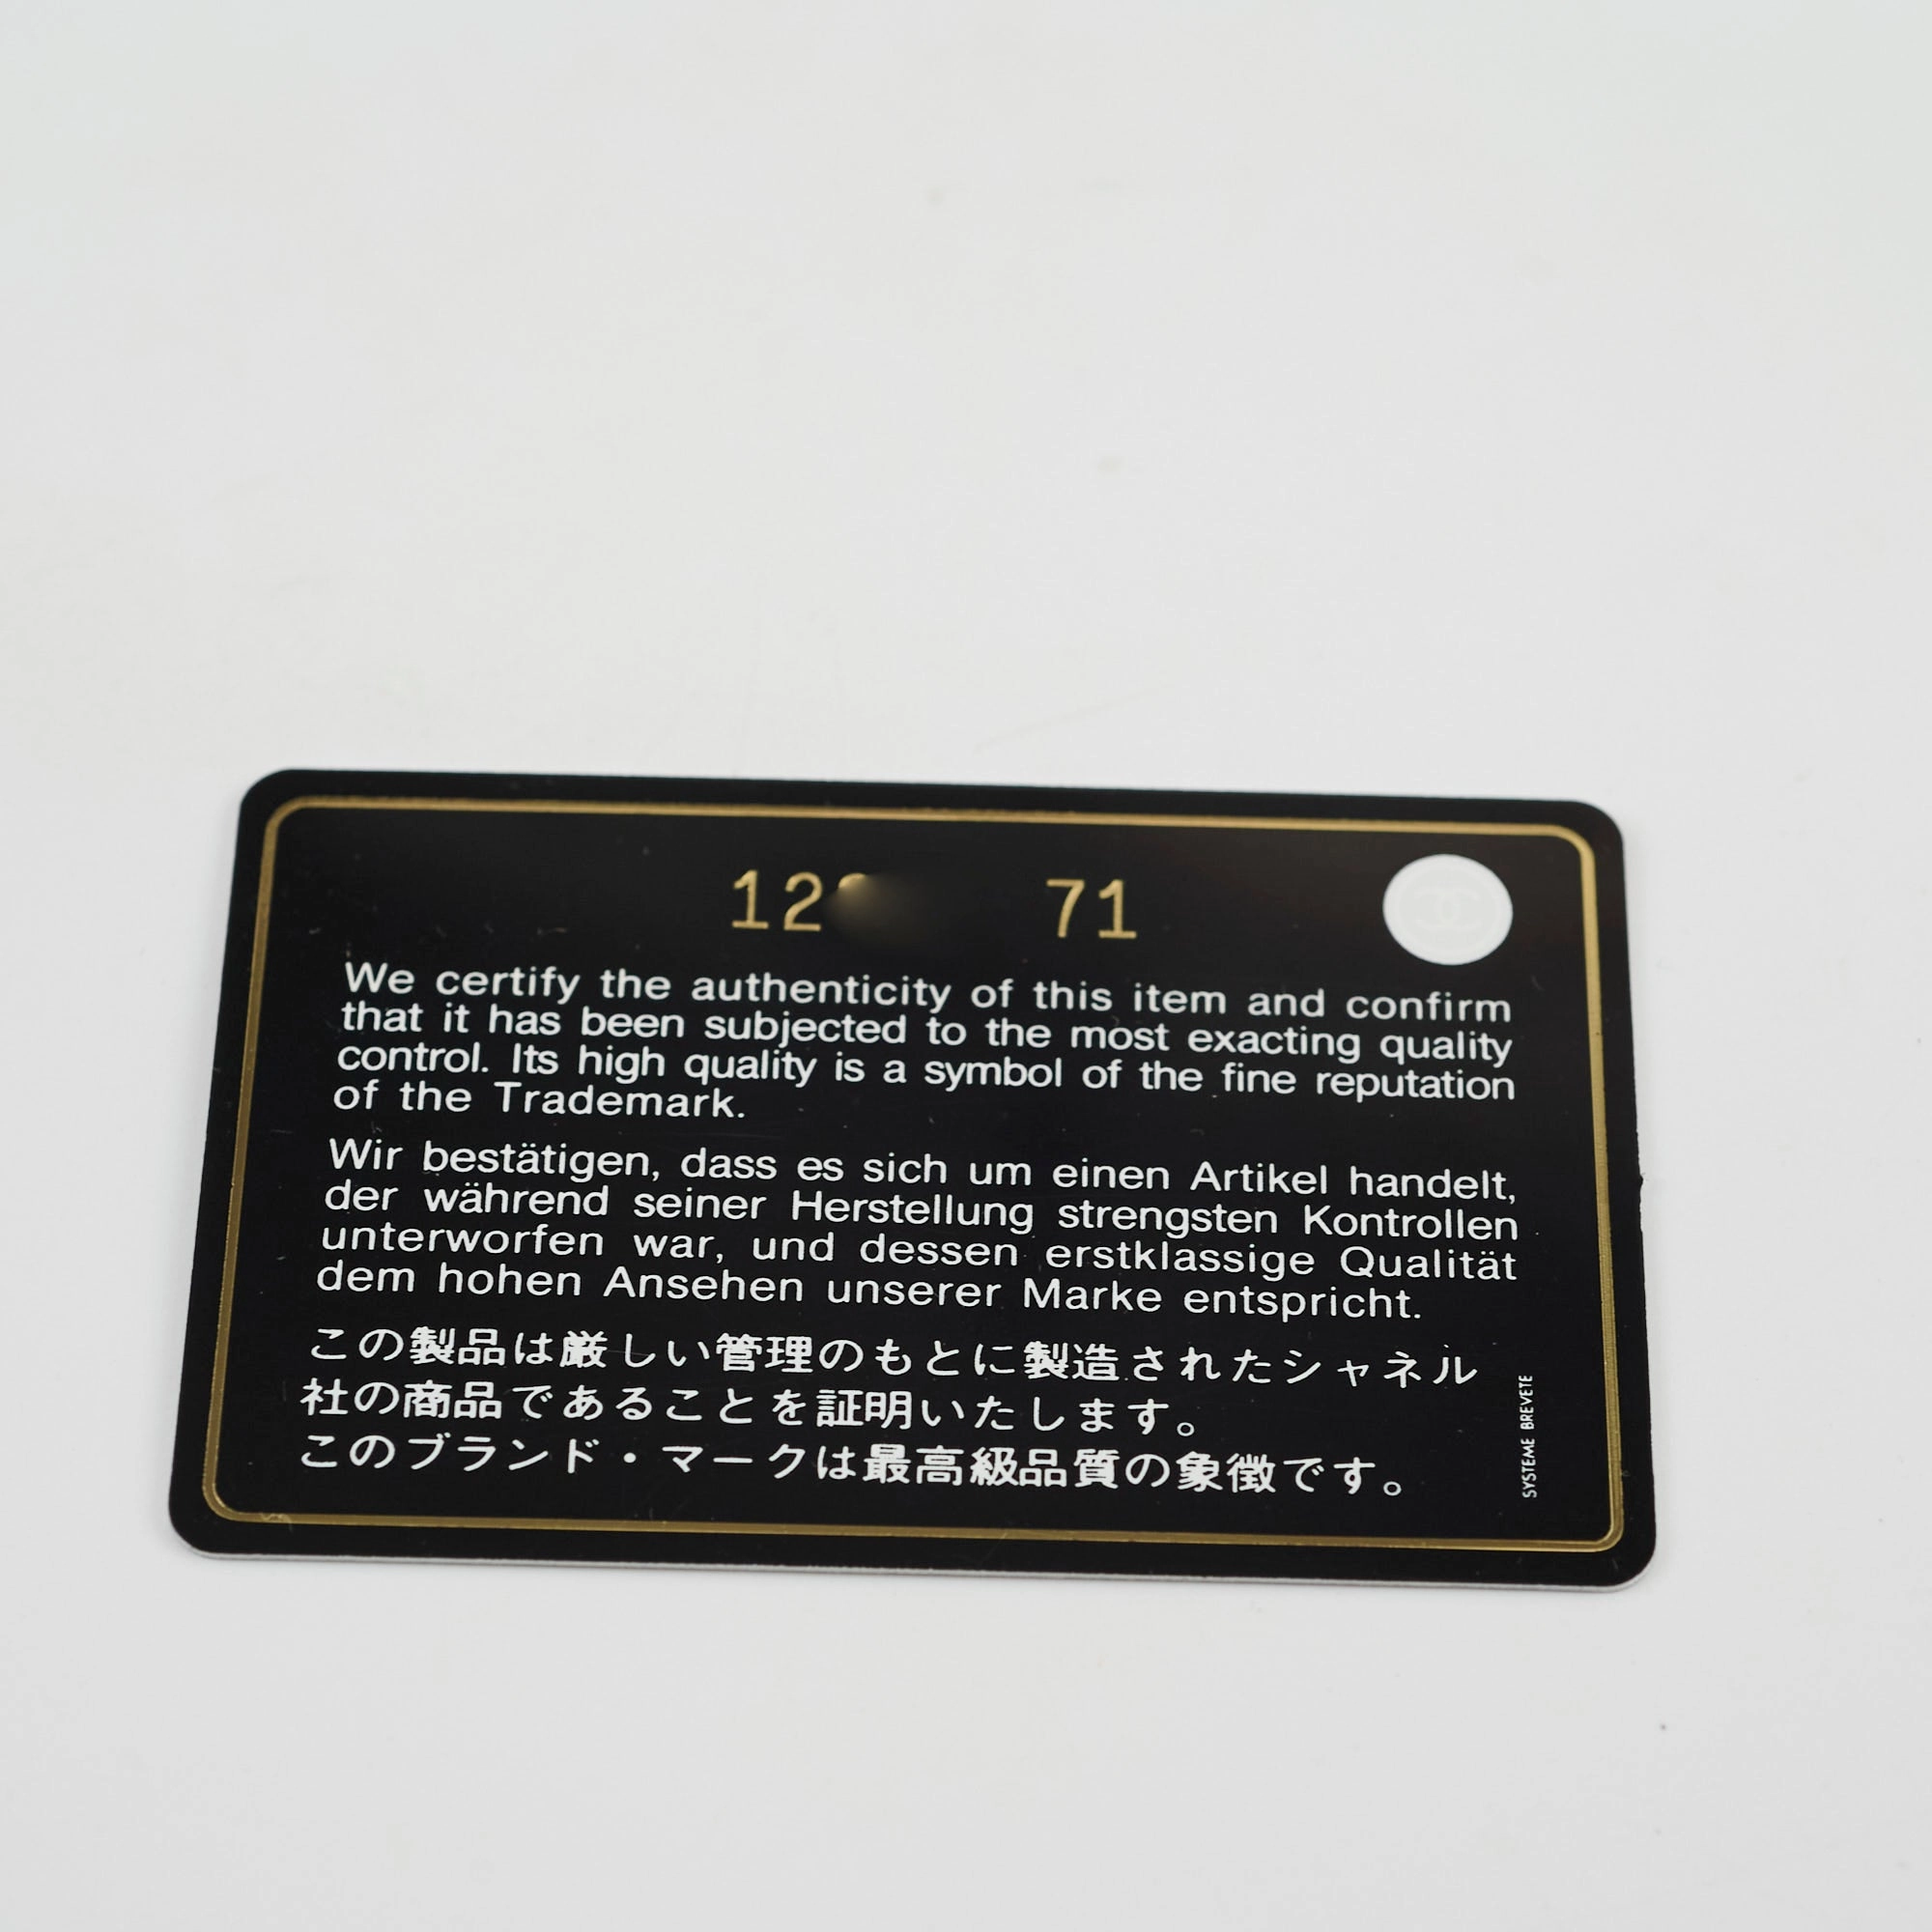 12 71
We certify the authenticity of this item and confirm
that it has been subjected to the most exacting quality
control. Its high quality is a symbol of the fine reputation
of the Trademark.
Wir bestätigen, dass es sich um einen Artikel handelt,
der während seiner Herstellung strengsten Kontrollen
unterworfen war, und dessen erstklassige Qualität
dem hohen Ansehen unserer Marke entspricht.
この製品は厳しい管理のもとに製造されたシャネル
社の商品であることを証明いたします。
このブランド・マークは最高級品質の象徴です。
SYSTEME BREVETE